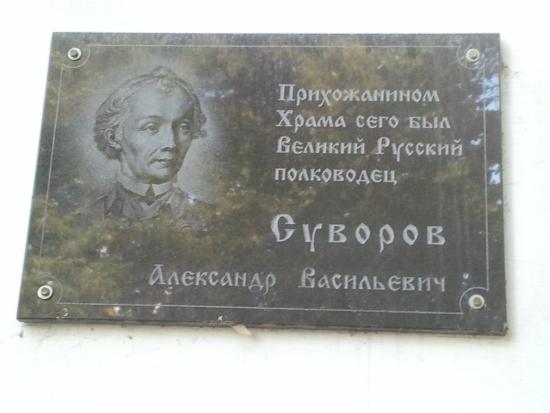 Прихожанином
Храма сего был
Великий Русский
полководец
Суворов
Александр Васильевич